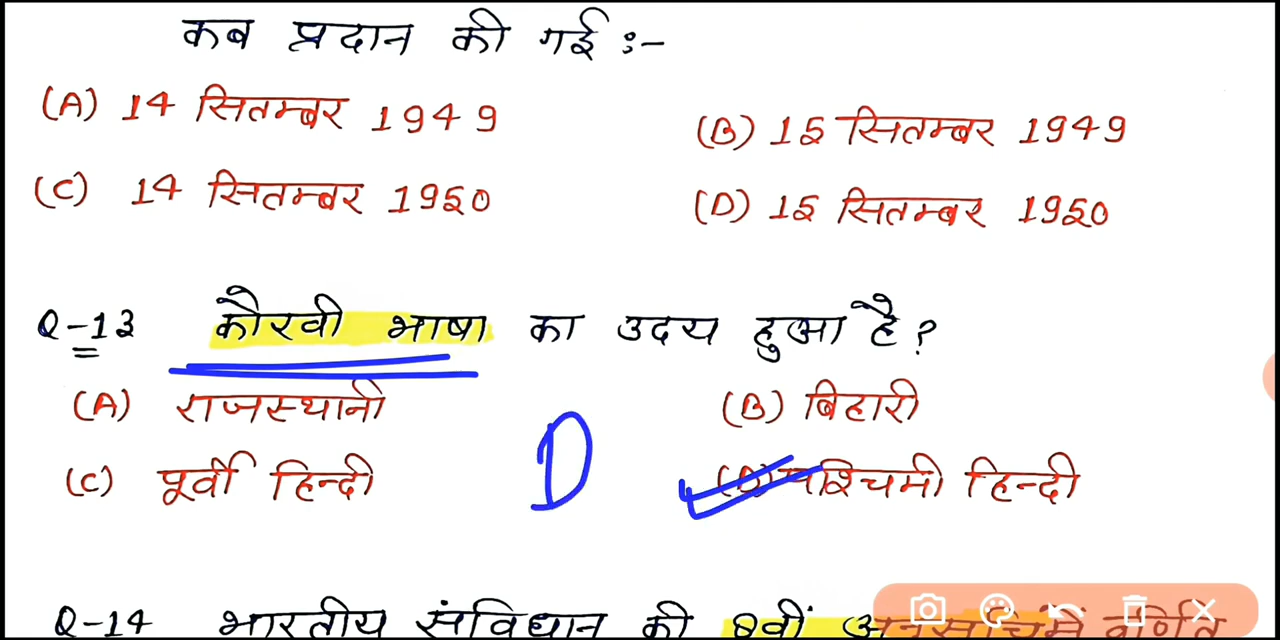 कब प्रदान की गई :-
(A) 14 सितम्बर 1949
(B) 15 सितम्बर 1949
(C) 14 सितम्बर 1950
(D) 15 सितम्बर 1950
Q-13 कौरवी भाषा का उदय हुआ है?
(A) राजस्थानी
(B) बिहारी
(C) पूर्वी हिन्दी
(D) पश्चिमी हिन्दी
D
Q-14 भारतीय संविधान की 8वीं